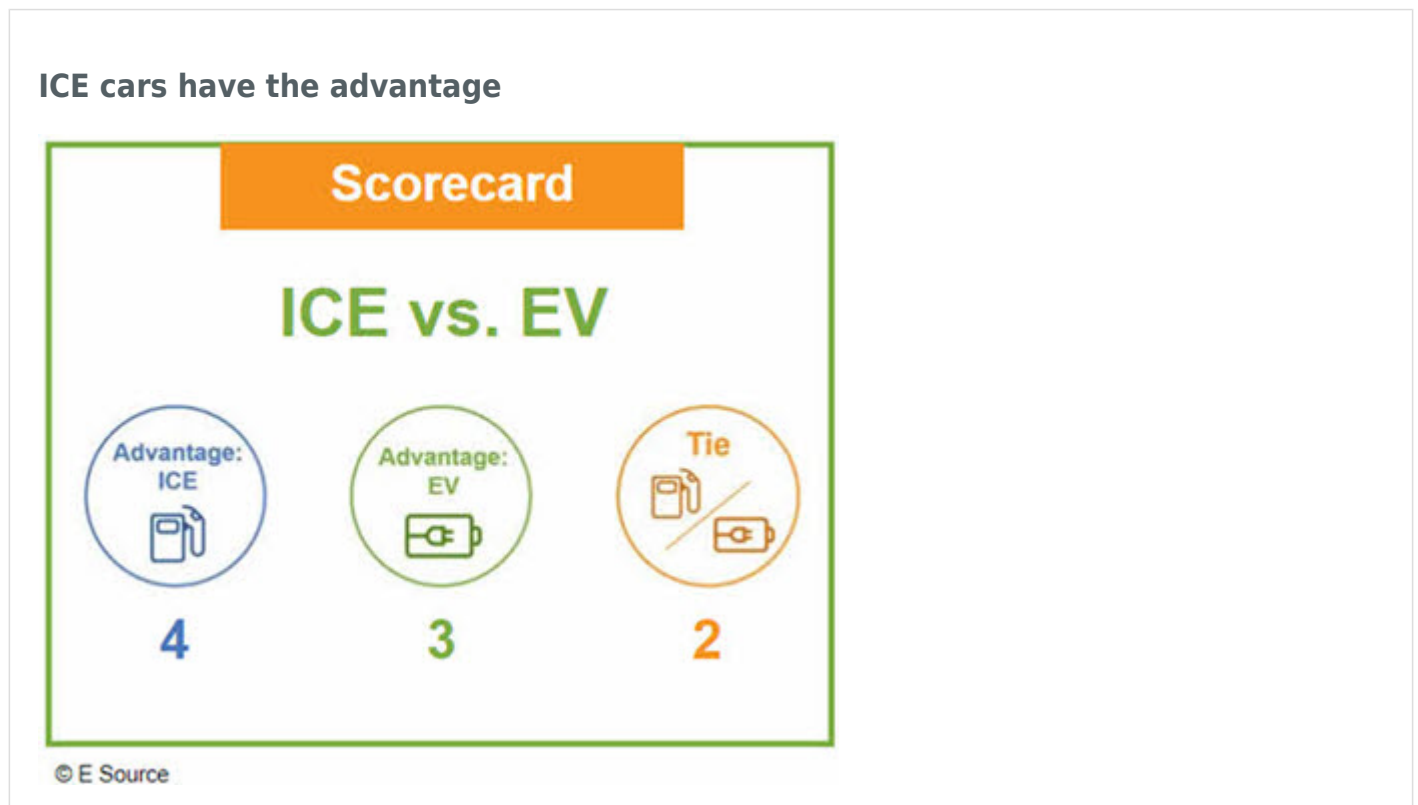 ICE cars have the advantage
Scorecard
ICE vs. EV
Advantage:
ICE
Advantage:
EV
Tie
4
3
2
© E Source